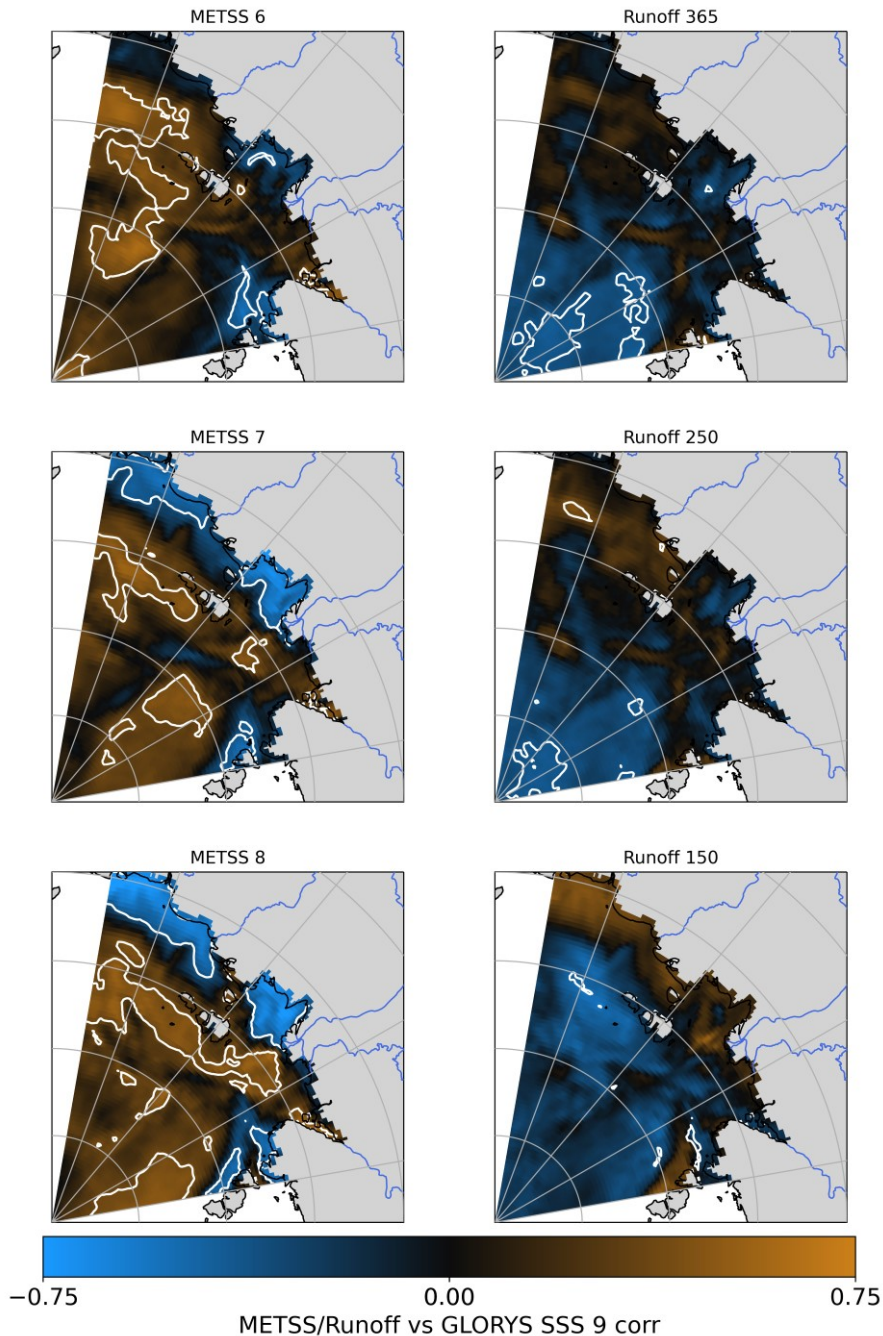 METSS 6
Runoff 365
METSS 7
Runoff 250
METSS 8
Runoff 150
−0.75
0.00
0.75
METSS/Runoff vs GLORYS SSS 9 corr